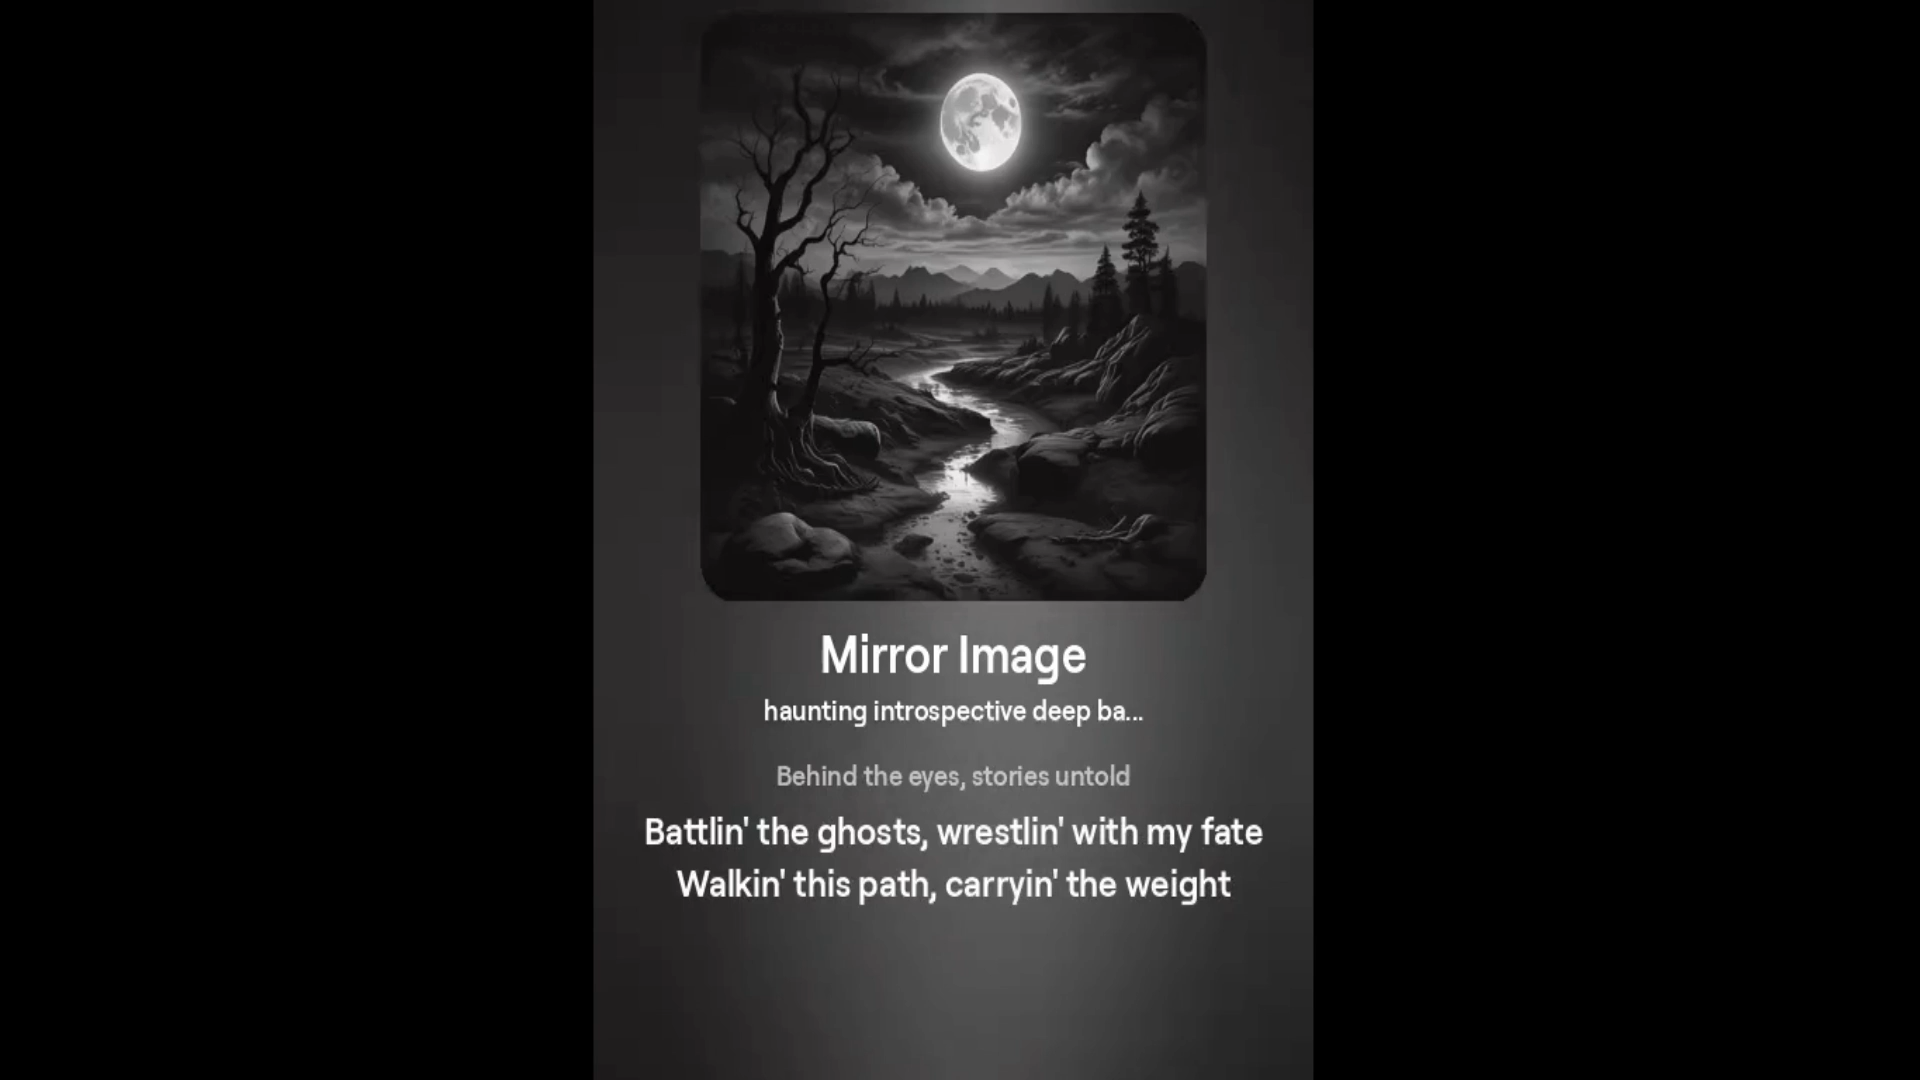 Mirror Image
haunting introspective deep ba...
Behind the eyes, stories untold
Battlin' the ghosts, wrestlin' with my fate
Walkin' this path, carryin' the weight